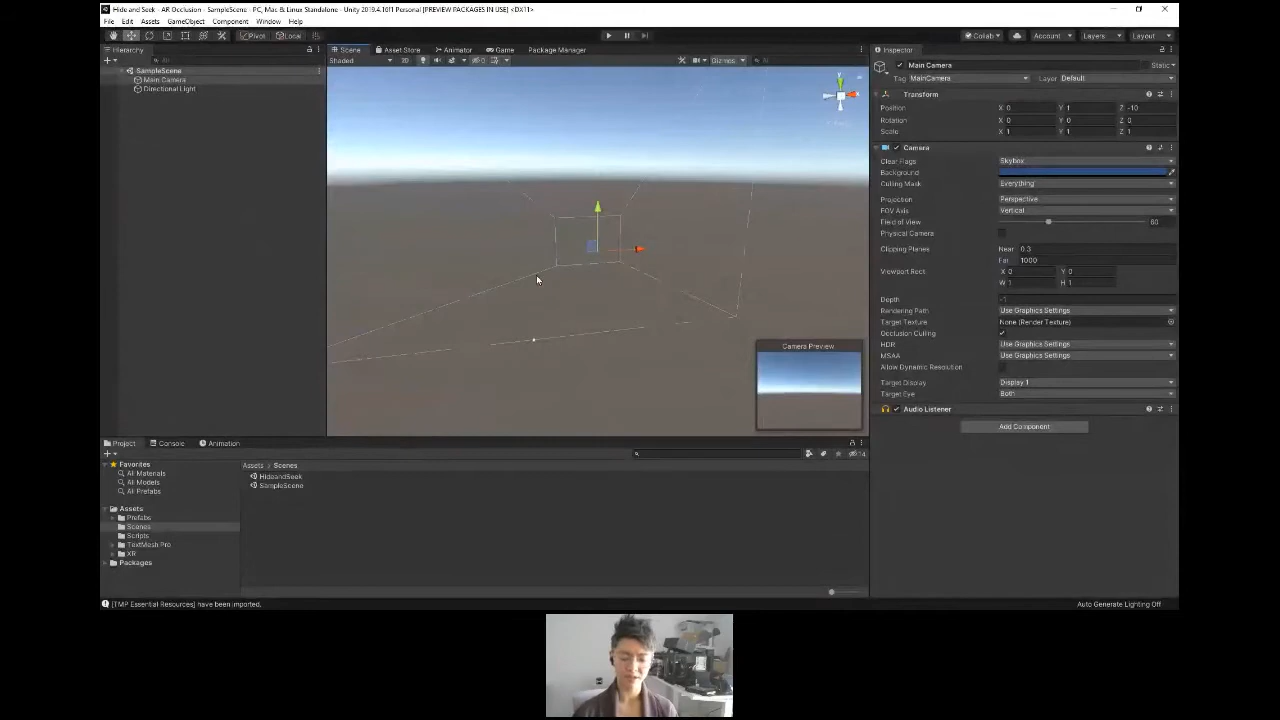 Hide and Seek - AR Occlusion - SampleScene - PC, Mac & Linux Standalone - Unity 2019.4.10f1 Personal [PREVIEW PACKAGES IN USE] <DX11>
File Edit Assets GameObject Component Window Help
Pivot Local Collab Account Layers Layout
Hierarchy
SampleScene
Main Camera
Directional Light
Scene Asset Store Animator Game Package Manager
Shaded 2D Gizmos
Camera Preview
Inspector
Main Camera Static
Tag MainCamera Layer Default
Transform
Position X 0 Y 1 Z -10
Rotation X 0 Y 0 Z 0
Scale X 1 Y 1 Z 1
Camera
Clear Flags Skybox
Background
Culling Mask Everything
Projection Perspective
FOV Axis Vertical
Field of View 60
Physical Camera
Clipping Planes Near 0.3
Far 1000
Viewport Rect X 0 Y 0
W 1 H 1
Depth -1
Rendering Path Use Graphics Settings
Target Texture None (Render Texture)
Occlusion Culling
HDR Use Graphics Settings
MSAA Use Graphics Settings
Allow Dynamic Resolution
Target Display Display 1
Target Eye Both
Audio Listener
Add Component
Project Console Animation
14
Favorites
All Materials
All Models
All Prefabs
Assets
Prefabs
Scenes
Scripts
TextMesh Pro
XR
Packages
Assets Scenes
HideandSeek
SampleScene
[TMP Essential Resources] have been imported.
Auto Generate Lighting Off